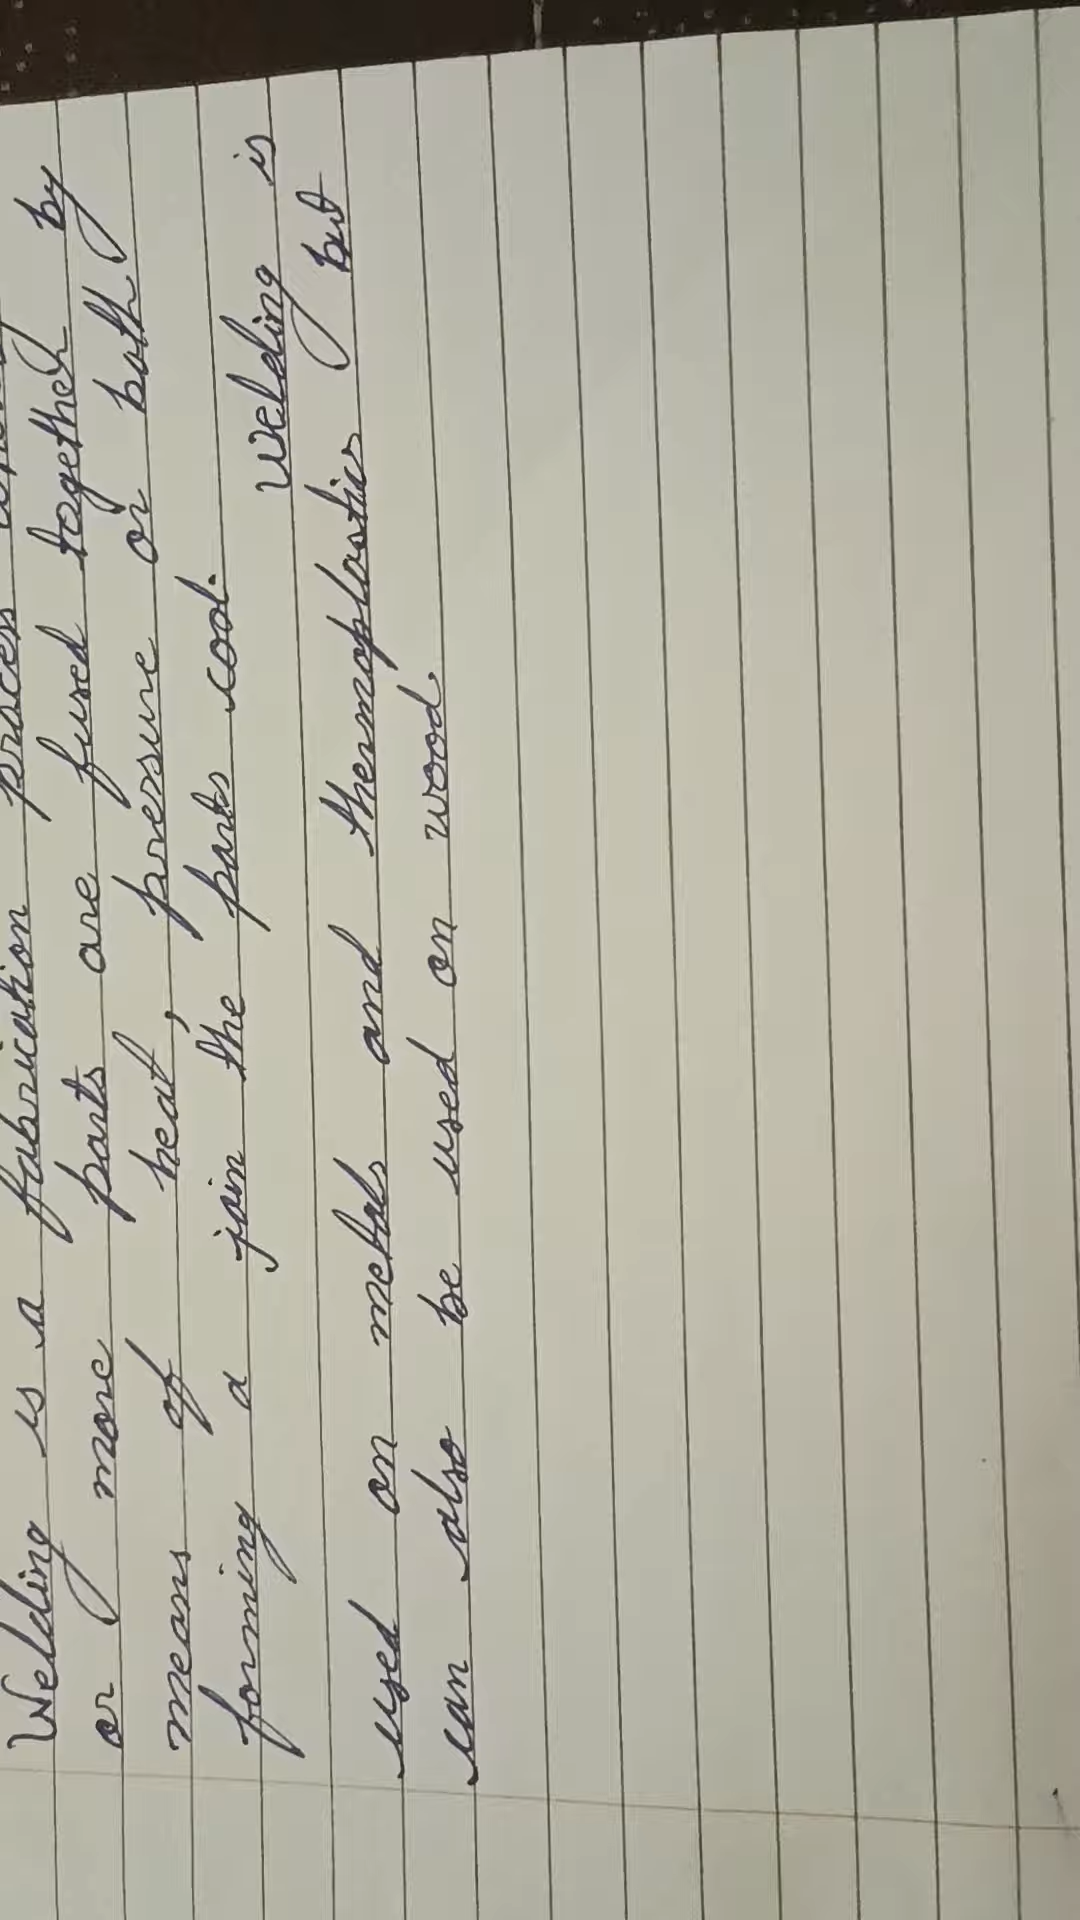 Welding is a fabrication process
or more parts are fused together by
means of heat, pressure or both
forming a join the parts cool. Welding is
used on metals and thermoplastics but
can also be used on wood.